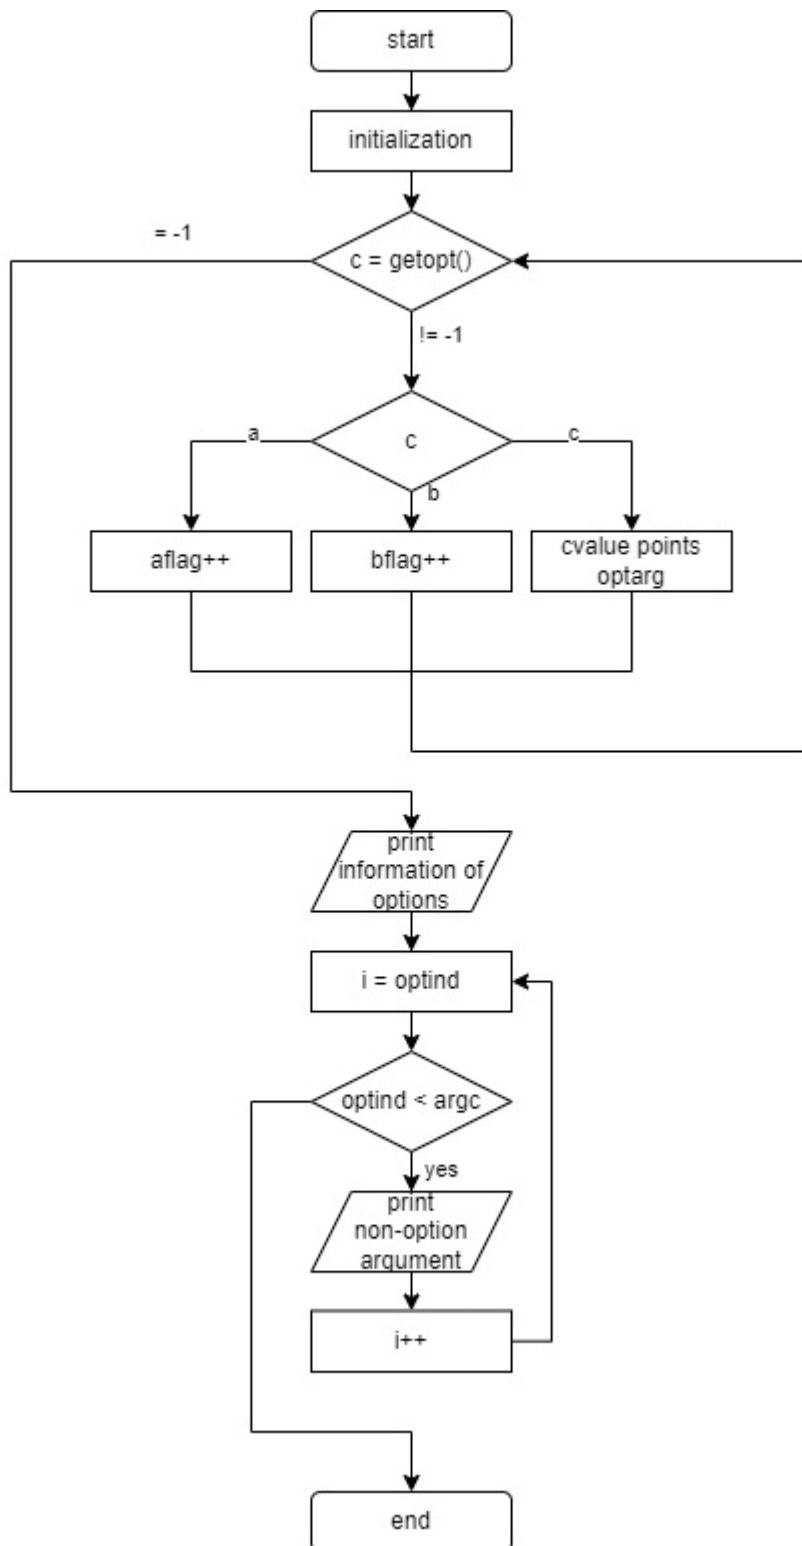 start
initialization
= -1
c = getopt()
!= -1
a
c
c
b
aflag++
bflag++
cvalue points
optarg
print
information of
options
i = optind
optind < argc
yes
print
non-option
argument
i++
end